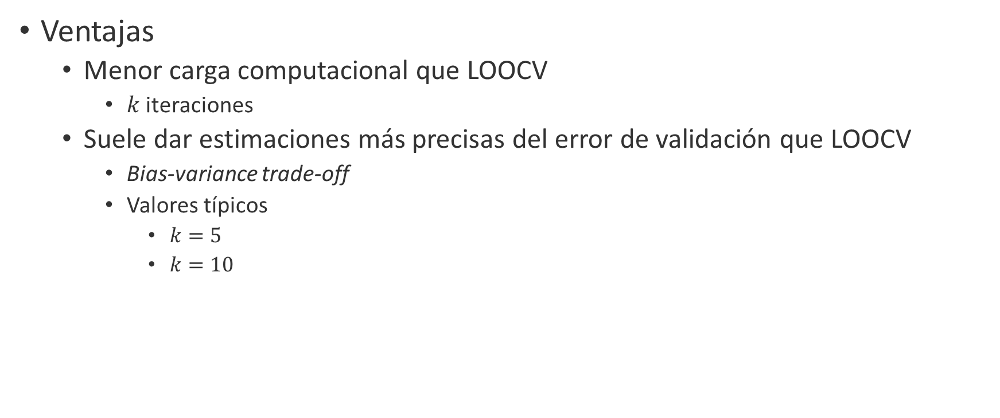 • Ventajas
• Menor carga computacional que LOOCV
• k iteraciones
• Suele dar estimaciones más precisas del error de validación que LOOCV
• Bias-variance trade-off
• Valores típicos
• k = 5
• k = 10